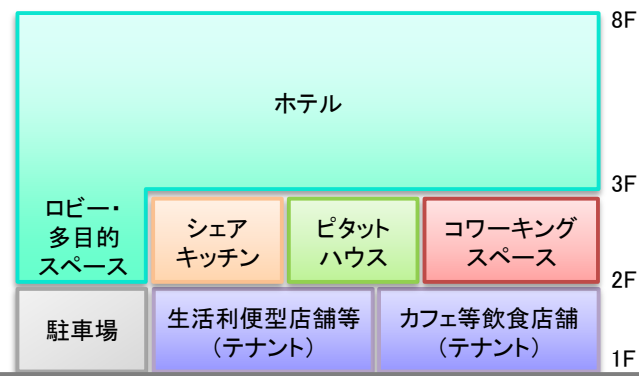 8F
ホテル
3F
ロビー・
多目的
スペース
シェア
キッチン
ピタット
ハウス
コワーキング
スペース
2F
駐車場
生活利便型店舗等
（テナント）
カフェ等飲食店舗
（テナント）
1F